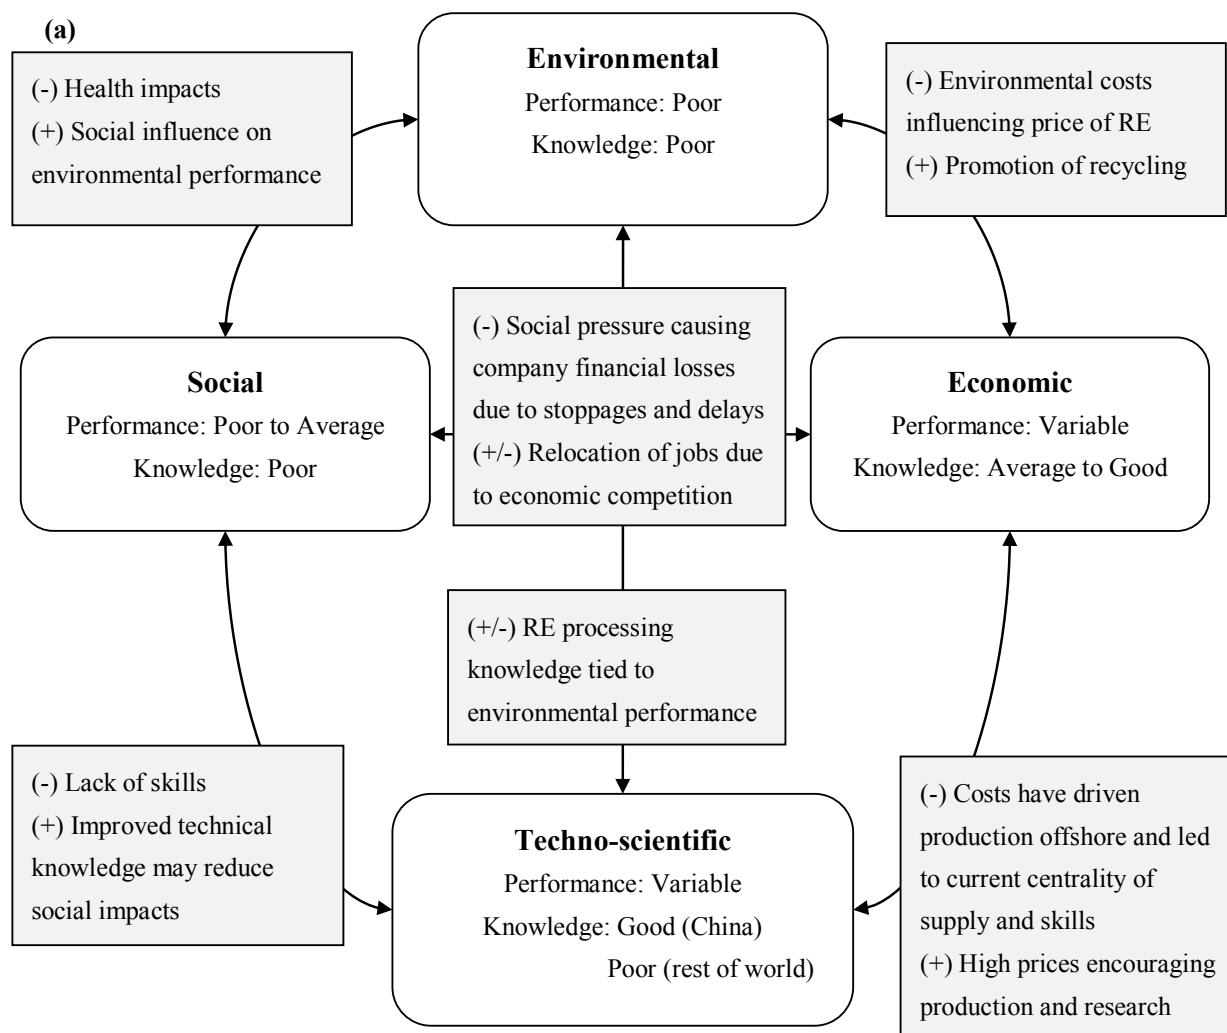 (a)
(-) Health impacts
(+) Social influence on
environmental performance
Environmental
Performance: Poor
Knowledge: Poor
(-) Environmental costs
influencing price of RE
(+) Promotion of recycling
Social
Performance: Poor to Average
Knowledge: Poor
(-) Social pressure causing
company financial losses
due to stoppages and delays
(+/-) Relocation of jobs due
to economic competition
Economic
Performance: Variable
Knowledge: Average to Good
(+/-) RE processing
knowledge tied to
environmental performance
(-) Lack of skills
(+) Improved technical
knowledge may reduce
social impacts
Techno-scientific
Performance: Variable
Knowledge: Good (China)
Poor (rest of world)
(-) Costs have driven
production offshore and led
to current centrality of
supply and skills
(+) High prices encouraging
production and research